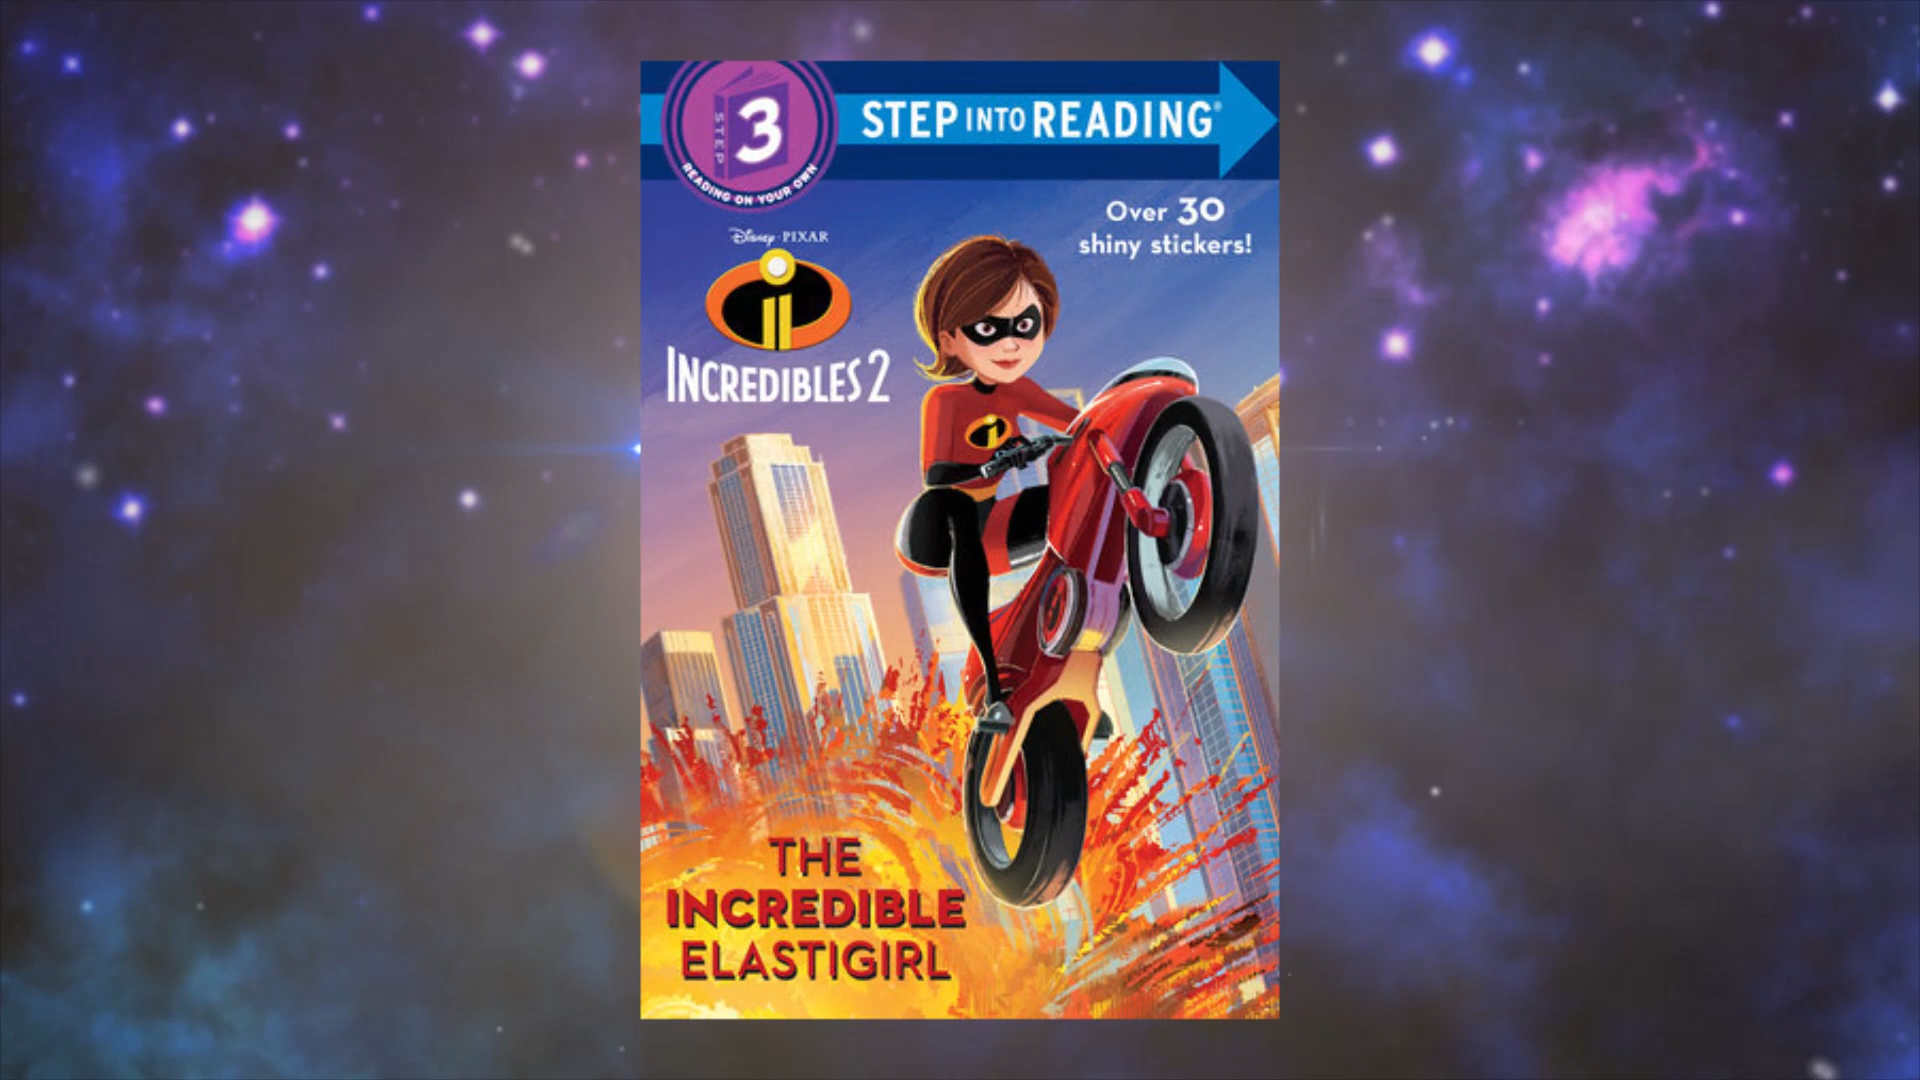 3
STEP
READING ON YOUR OWN
STEP INTO READING®
Over 30
shiny stickers!
Disney · PIXAR
INCREDIBLES 2
THE
INCREDIBLE
ELASTIGIRL